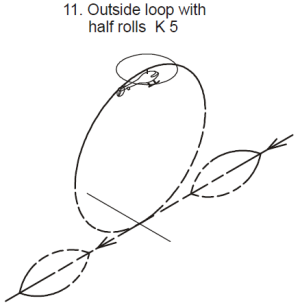 11. Outside loop with
half rolls  K 5